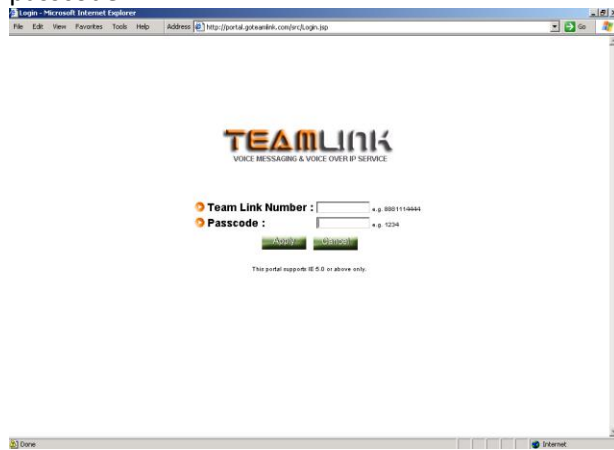 Login - Microsoft Internet Explorer
File Edit View Favorites Tools Help Address http://portal.goteamlink.com/src/Login.jsp Go
TEAMLINK
VOICE MESSAGING & VOICE OVER IP SERVICE
Team Link Number : e.g. 8881114444
Passcode : e.g. 1234
Apply Cancel
This portal supports IE 5.0 or above only.
Done Internet